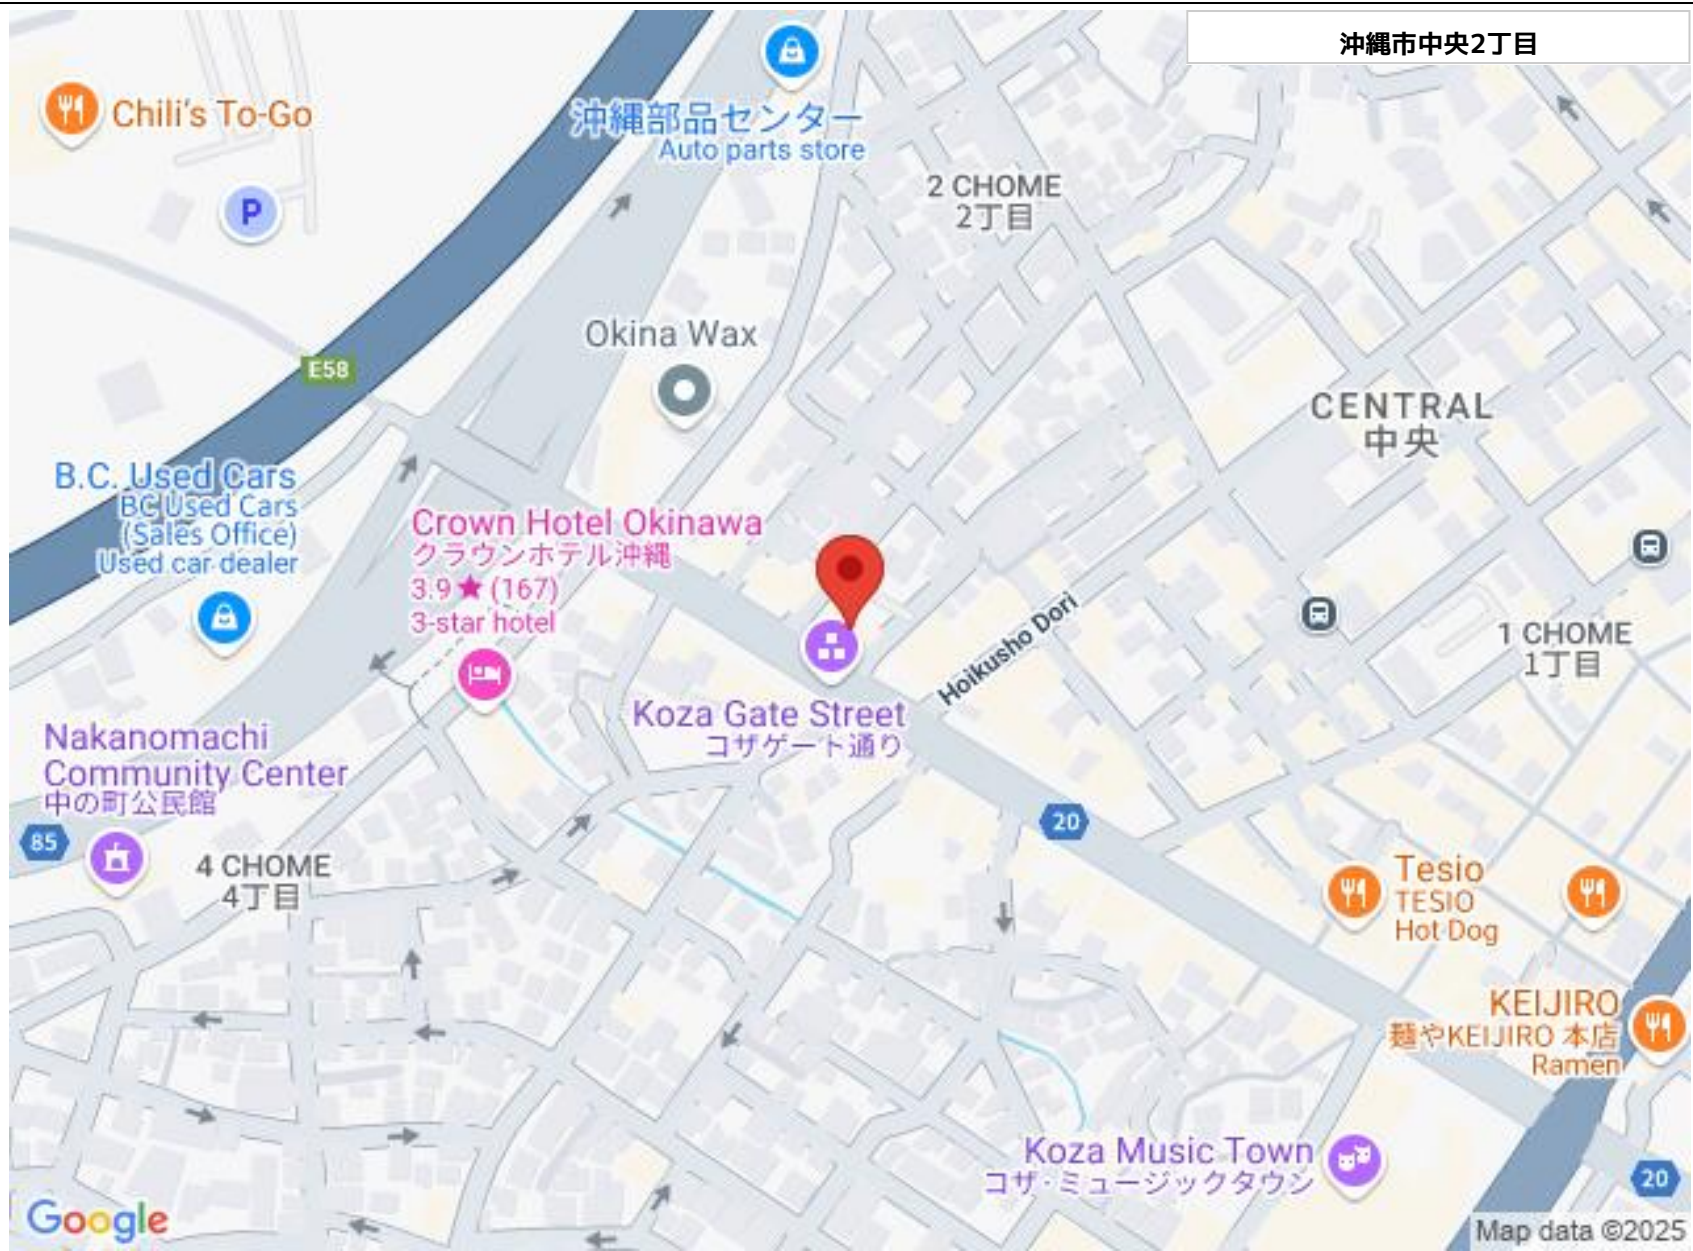 沖縄市中央2丁目
Chili's To-Go
沖縄部品センター
Auto parts store
P
2 CHOME
2丁目
Okina Wax
E58
CENTRAL
中央
B.C. Used Cars
BC Used Cars
(Sales Office)
Used car dealer
Crown Hotel Okinawa
クラウンホテル沖縄
3.9★ (167)
3-star hotel
Hoikusho Dori
1 CHOME
1丁目
Koza Gate Street
コザゲート通り
Nakanomachi
Community Center
中の町公民館
85
20
4 CHOME
4丁目
Tesio
TESIO
Hot Dog
KEIJIRO
麺やKEIJIRO 本店
Ramen
Koza Music Town
コザ·ミュージックタウン
20
Google
Map data ©2025